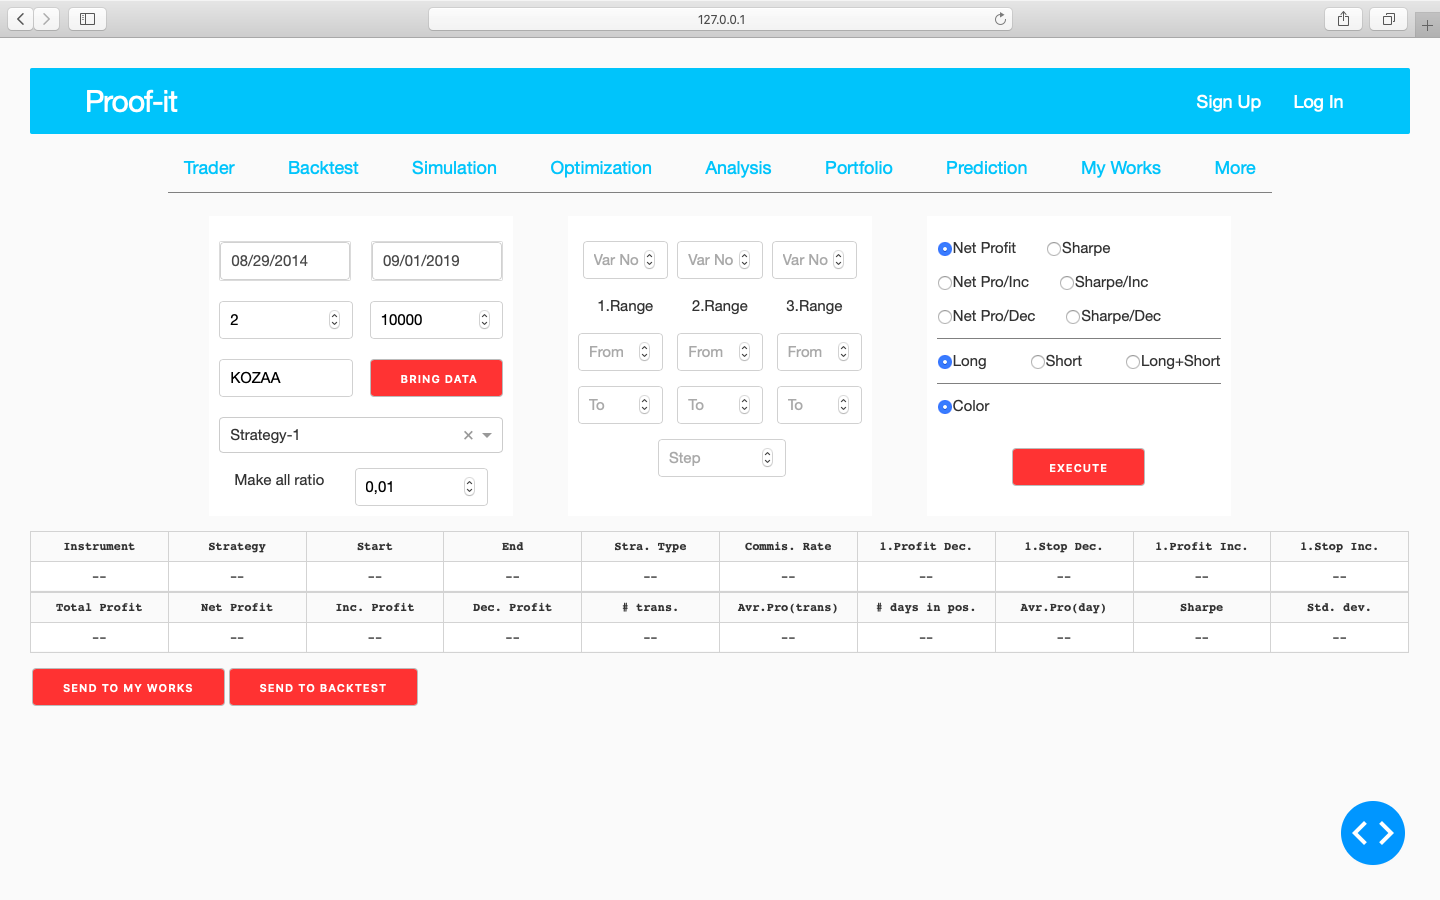 127.0.0.1
Proof-it
Sign Up Log In
Trader Backtest Simulation Optimization Analysis Portfolio Prediction My Works More
08/29/2014 09/01/2019
2 10000
KOZAA BRING DATA
Strategy-1 ×
Make all ratio 0,01
Var No Var No Var No
1.Range 2.Range 3.Range
From From From
To To To
Step
Net Profit Sharpe
Net Pro/Inc Sharpe/Inc
Net Pro/Dec Sharpe/Dec
Long Short Long+Short
Color
EXECUTE
Instrument Strategy Start End Stra. Type Commis. Rate 1.Profit Dec. 1.Stop Dec. 1.Profit Inc. 1.Stop Inc.
-- -- -- -- -- -- -- -- -- --
Total Profit Net Profit Inc. Profit Dec. Profit # trans. Avr.Pro(trans) # days in pos. Avr.Pro(day) Sharpe Std. dev.
-- -- -- -- -- -- -- -- -- --
SEND TO MY WORKS SEND TO BACKTEST